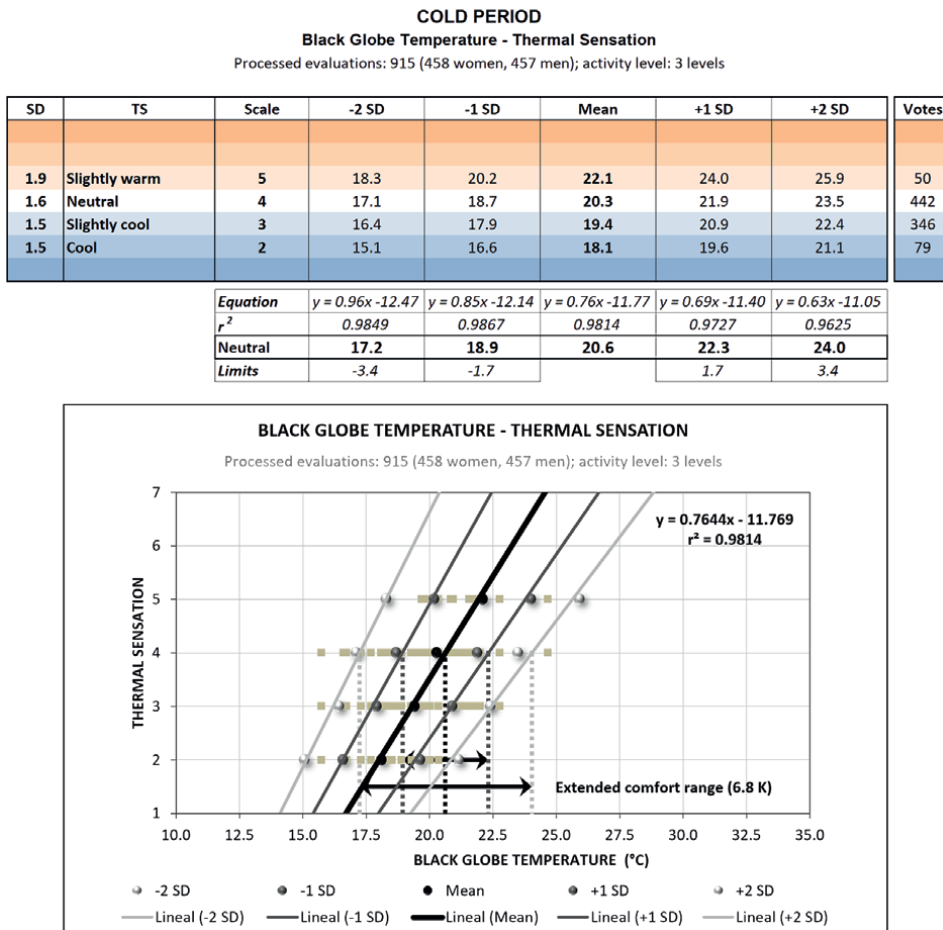 COLD PERIOD
Black Globe Temperature - Thermal Sensation
Processed evaluations: 915 (458 women, 457 men); activity level: 3 levels
SD TS Scale -2 SD -1 SD Mean +1 SD +2 SD Votes
1.9 Slightly warm 5 18.3 20.2 22.1 24.0 25.9 50
1.6 Neutral 4 17.1 18.7 20.3 21.9 23.5 442
1.5 Slightly cool 3 16.4 17.9 19.4 20.9 22.4 346
1.5 Cool 2 15.1 16.6 18.1 19.6 21.1 79
Equation y = 0.96x -12.47 y = 0.85x -12.14 y = 0.76x -11.77 y = 0.69x -11.40 y = 0.63x -11.05
r² 0.9849 0.9867 0.9814 0.9727 0.9625
Neutral 17.2 18.9 20.6 22.3 24.0
Limits -3.4 -1.7 1.7 3.4
BLACK GLOBE TEMPERATURE - THERMAL SENSATION
Processed evaluations: 915 (458 women, 457 men); activity level: 3 levels
y = 0.7644x - 11.769
r² = 0.9814
7
6
5
4
3
2
1
THERMAL SENSATION
Extended comfort range (6.8 K)
10.0 12.5 15.0 17.5 20.0 22.5 25.0 27.5 30.0 32.5 35.0
BLACK GLOBE TEMPERATURE (°C)
-2 SD -1 SD Mean +1 SD +2 SD
Lineal (-2 SD) Lineal (-1 SD) Lineal (Mean) Lineal (+1 SD) Lineal (+2 SD)